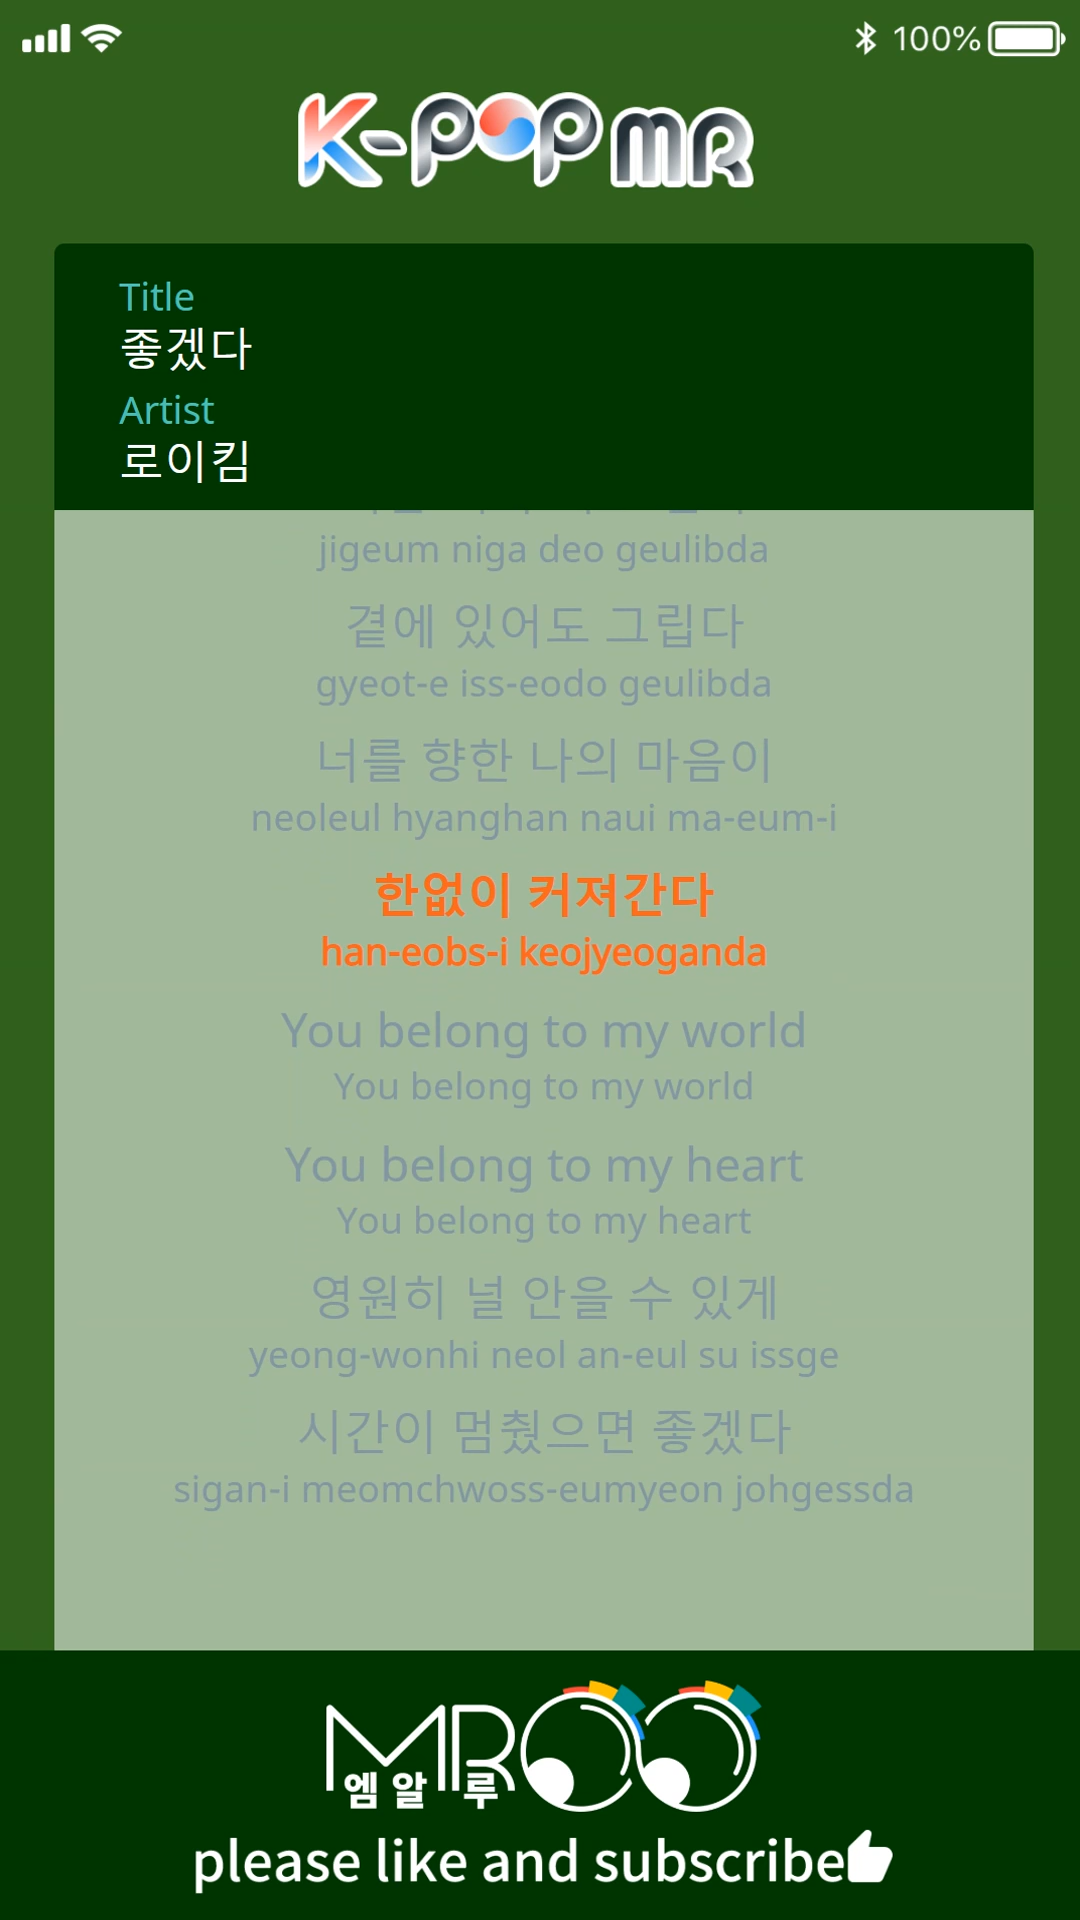 100%
K-POP MR
Title
좋겠다
Artist
로이킴
jigeum niga deo geulibda
곁에 있어도 그립다
gyeot-e iss-eodo geulibda
너를 향한 나의 마음이
neoleul hyanghan naui ma-eum-i
한없이 커져간다
han-eobs-i keojyeoganda
You belong to my world
You belong to my world
You belong to my heart
You belong to my heart
영원히 널 안을 수 있게
yeong-wonhi neol an-eul su issge
시간이 멈췄으면 좋겠다
sigan-i meomchwoss-eumyeon johgessda
MROO
엠알루
please like and subscribe